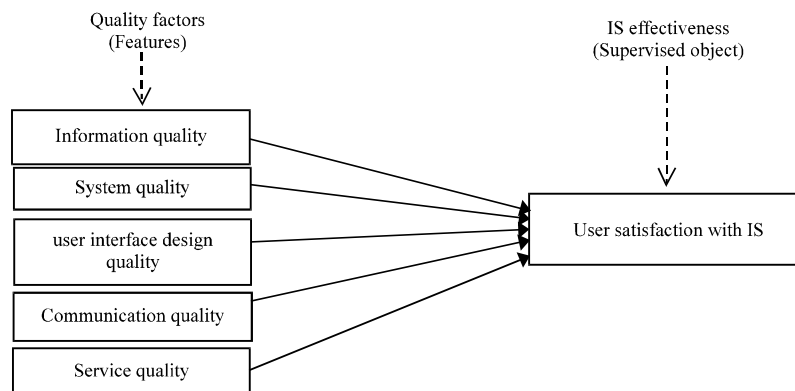 Quality factors
(Features)
IS effectiveness
(Supervised object)
Information quality
System quality
user interface design
quality
Communication quality
Service quality
User satisfaction with IS